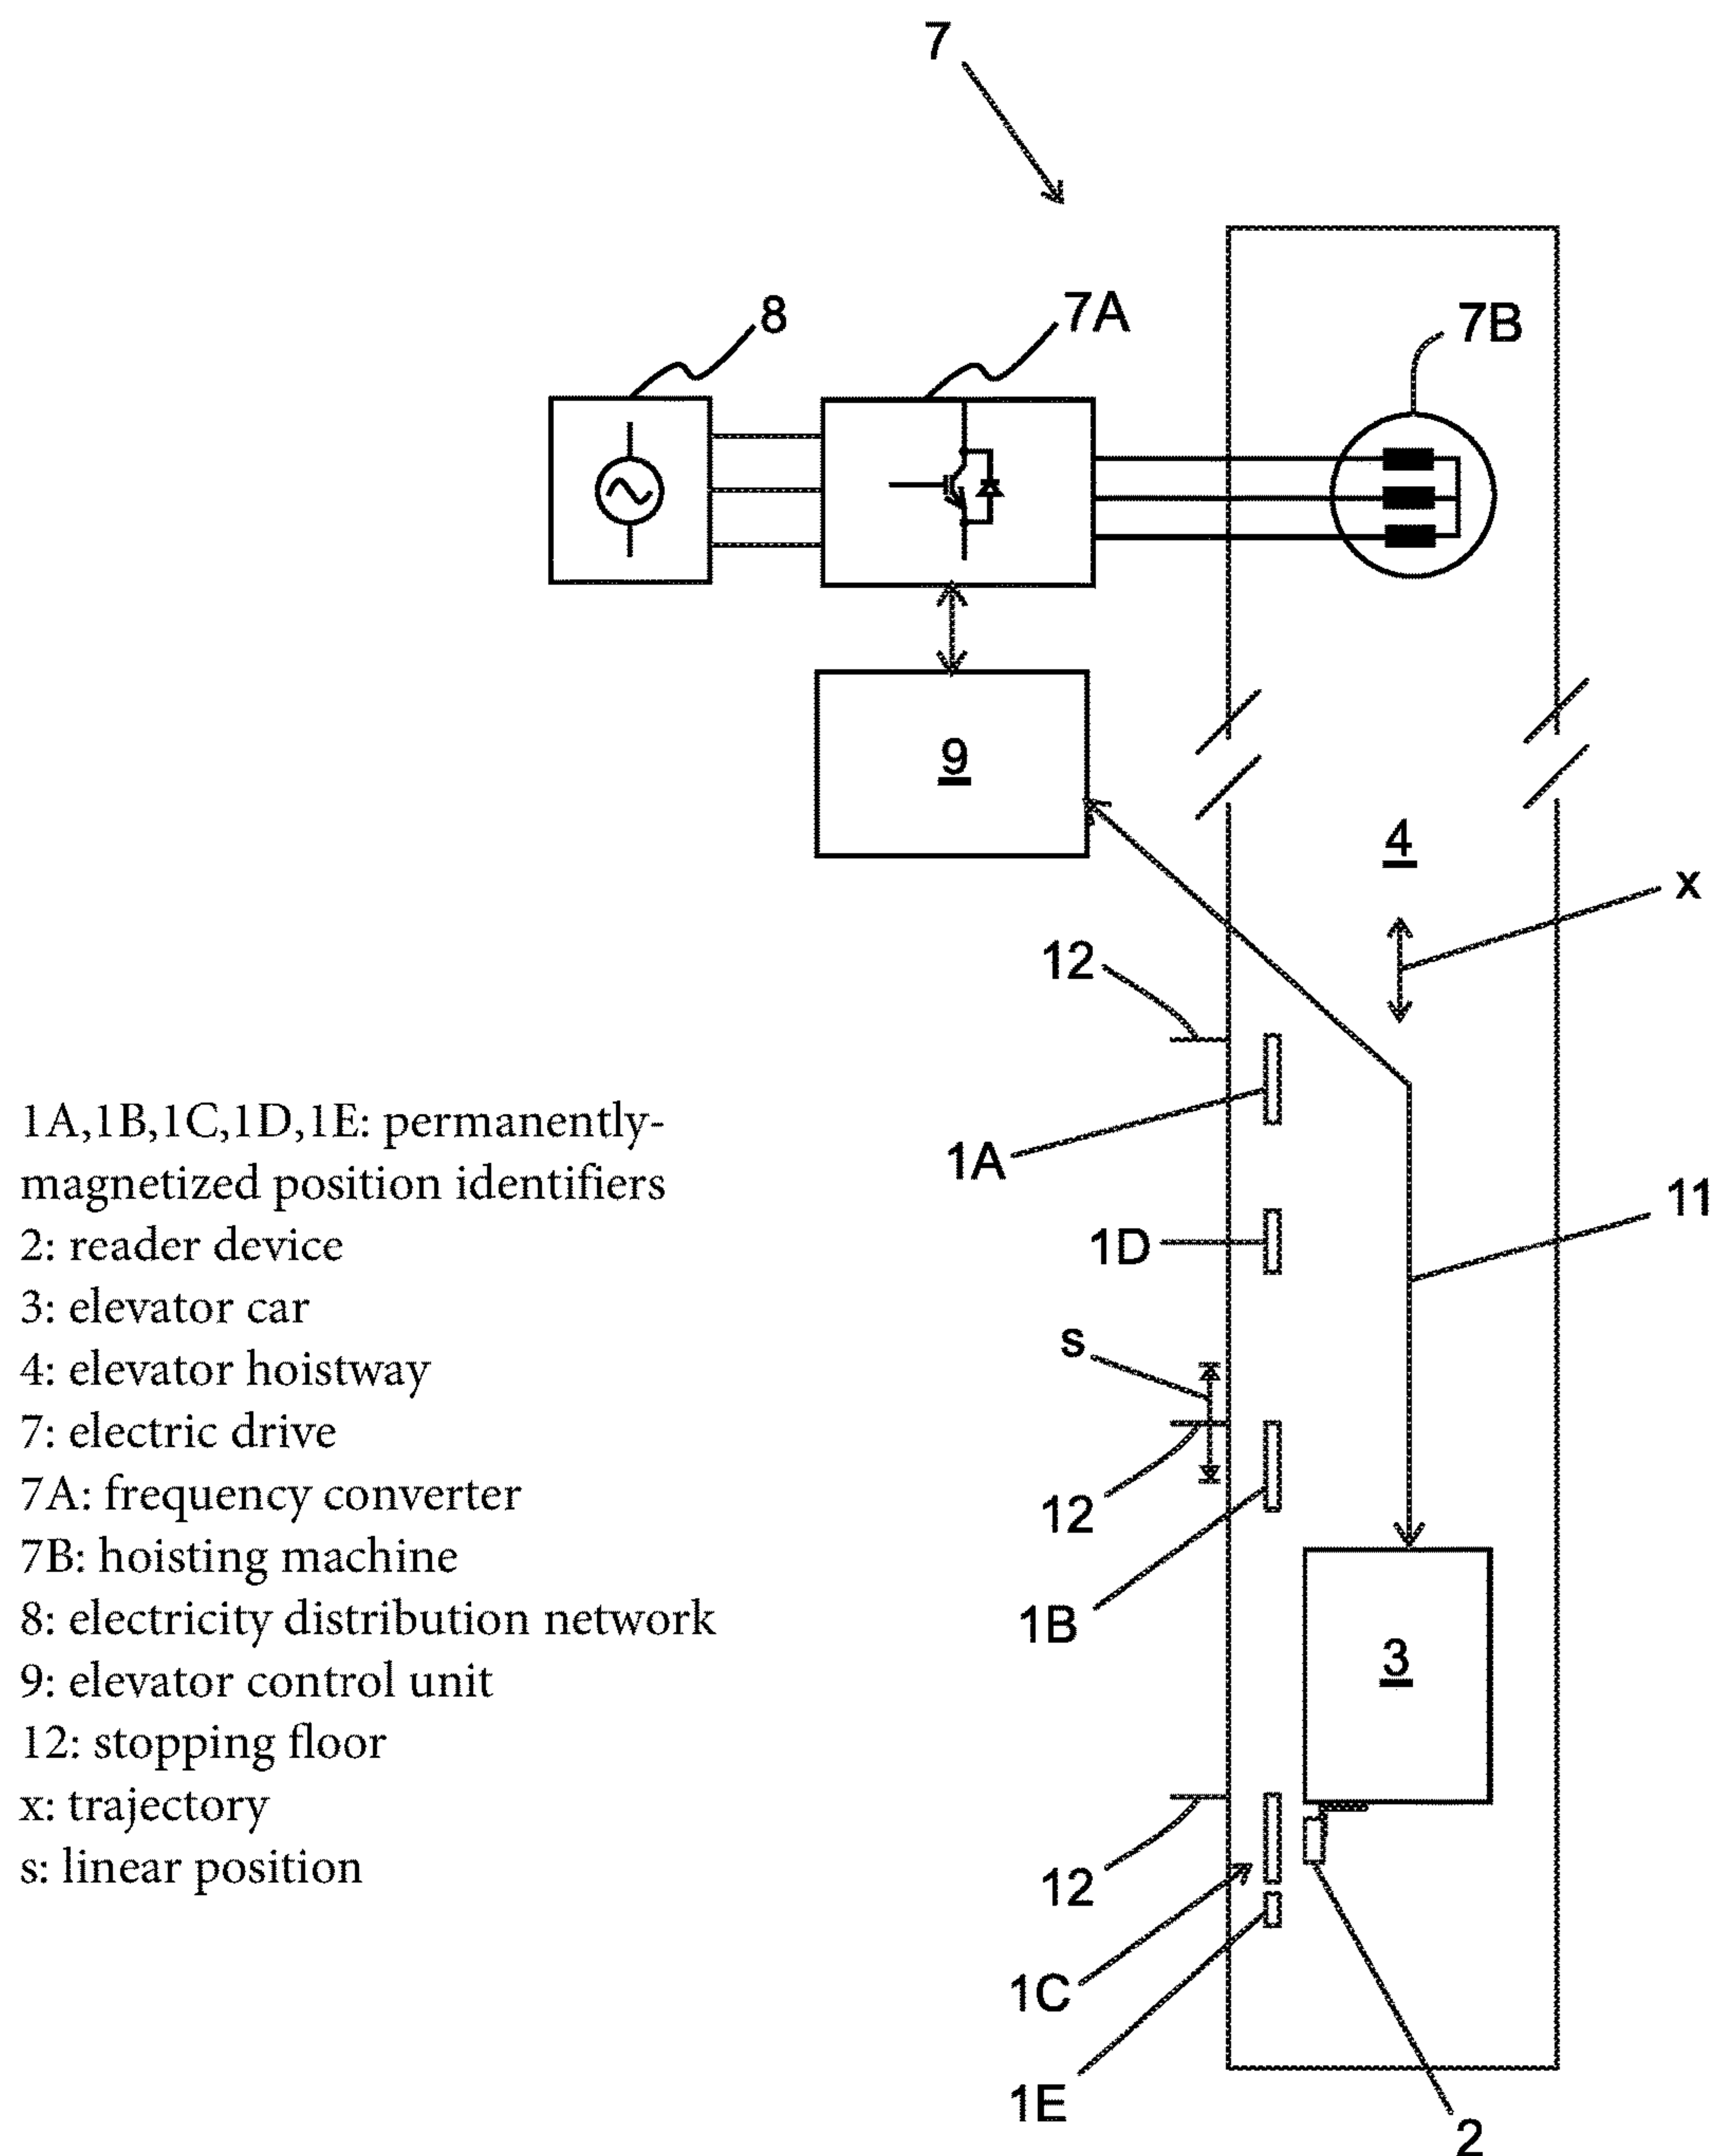 7
8
7A
7B
9
4
x
12
1A
11
1D
s
12
1B
3
12
1C
1E
2
1A,1B,1C,1D,1E: permanently-
magnetized position identifiers
2: reader device
3: elevator car
4: elevator hoistway
7: electric drive
7A: frequency converter
7B: hoisting machine
8: electricity distribution network
9: elevator control unit
12: stopping floor
x: trajectory
s: linear position